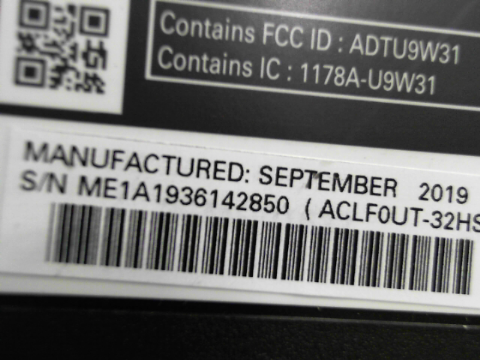 Contains FCC ID : ADTU9W31
Contains IC : 1178A-U9W31
MANUFACTURED: SEPTEMBER 2019
S/N ME1A1936142850 ( ACLF0UT-32HS